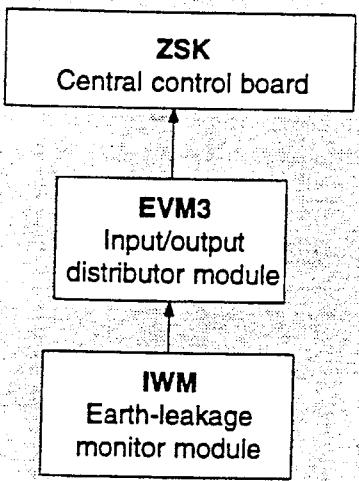 ZSK
Central control board
EVM3
Input/output
distributor module
IWM
Earth-leakage
monitor module